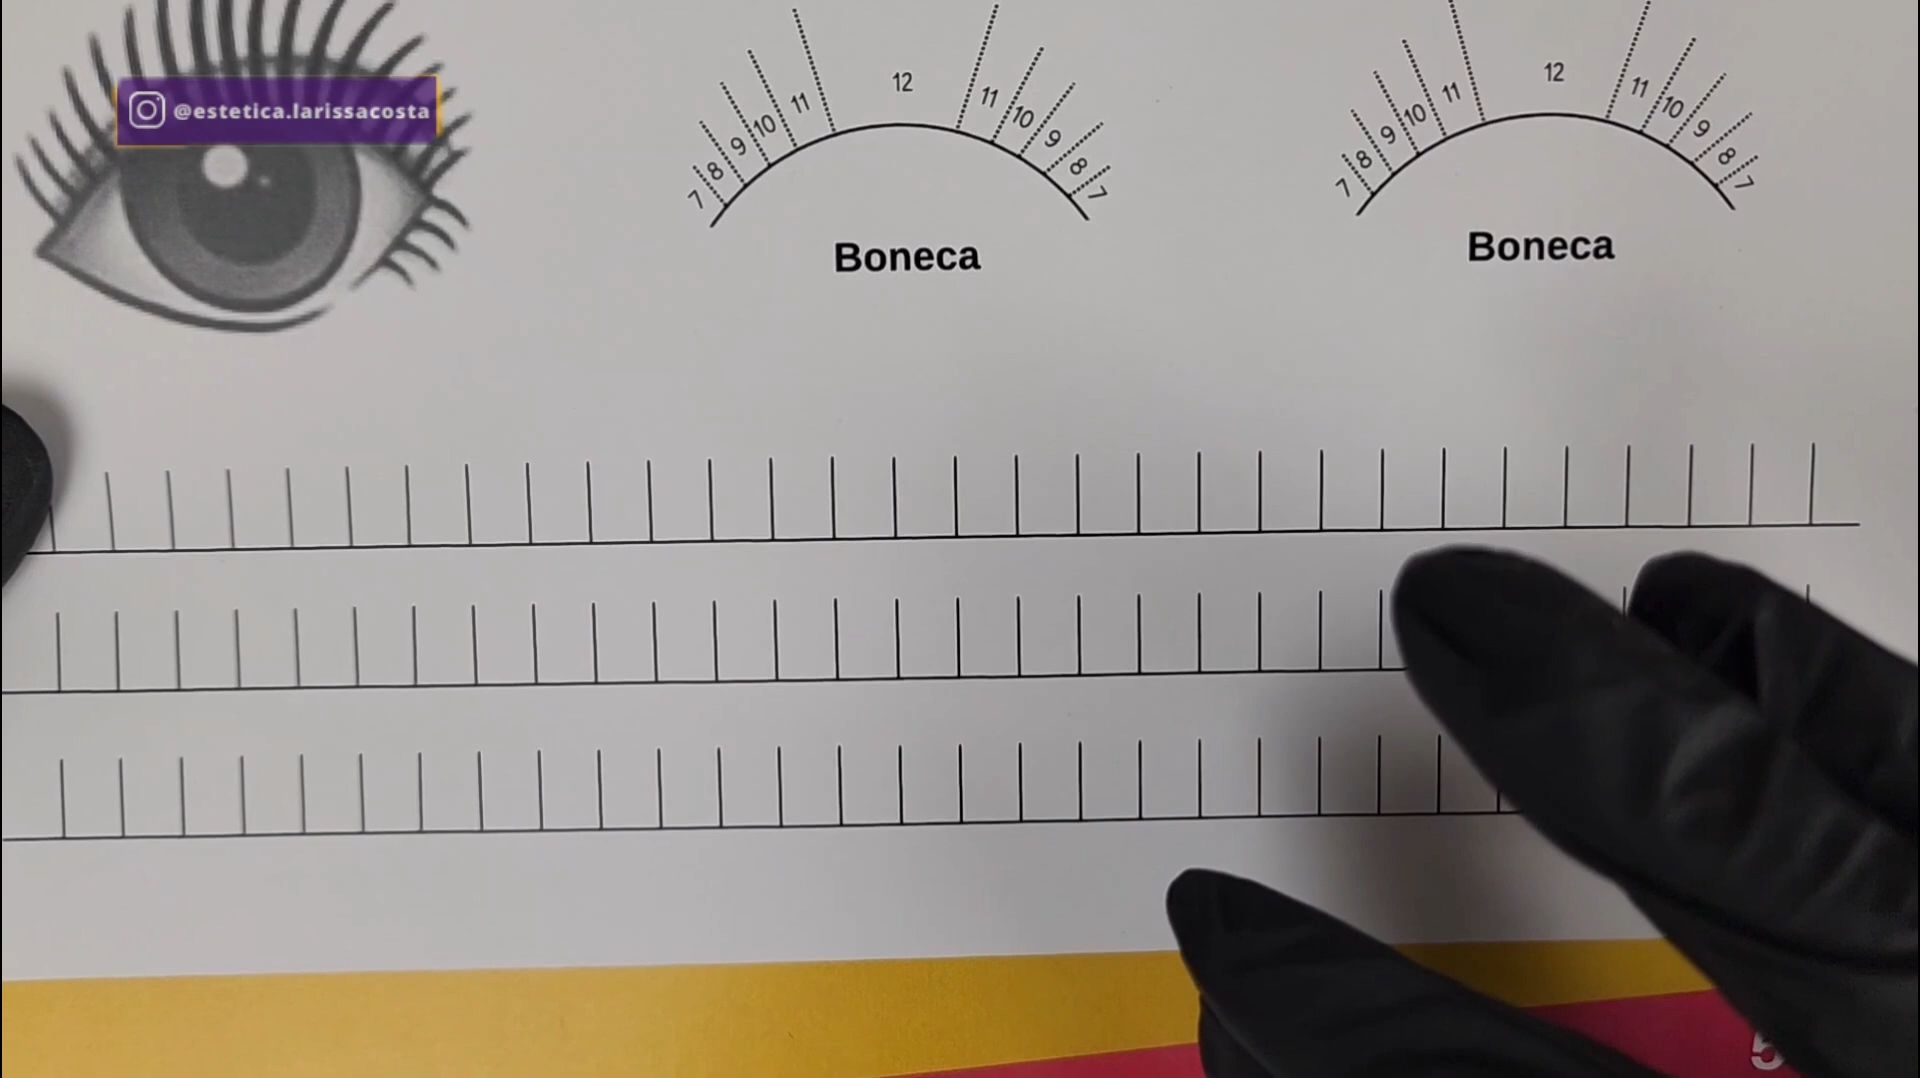 @estetica.larissacosta
7 8 9 10 11 12 11 10 9 8 7
Boneca
7 8 9 10 11 12 11 10 9 8 7
Boneca
5